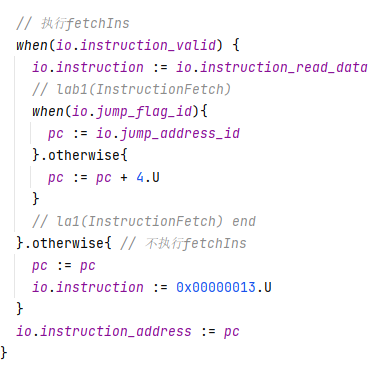 // 执行fetchIns
when(io.instruction_valid) {
io.instruction := io.instruction_read_data
// lab1(InstructionFetch)
when(io.jump_flag_id){
pc := io.jump_address_id
}.otherwise{
pc := pc + 4.U
}
// la1(InstructionFetch) end
}.otherwise{ // 不执行fetchIns
pc := pc
io.instruction := 0x00000013.U
}
io.instruction_address := pc
}